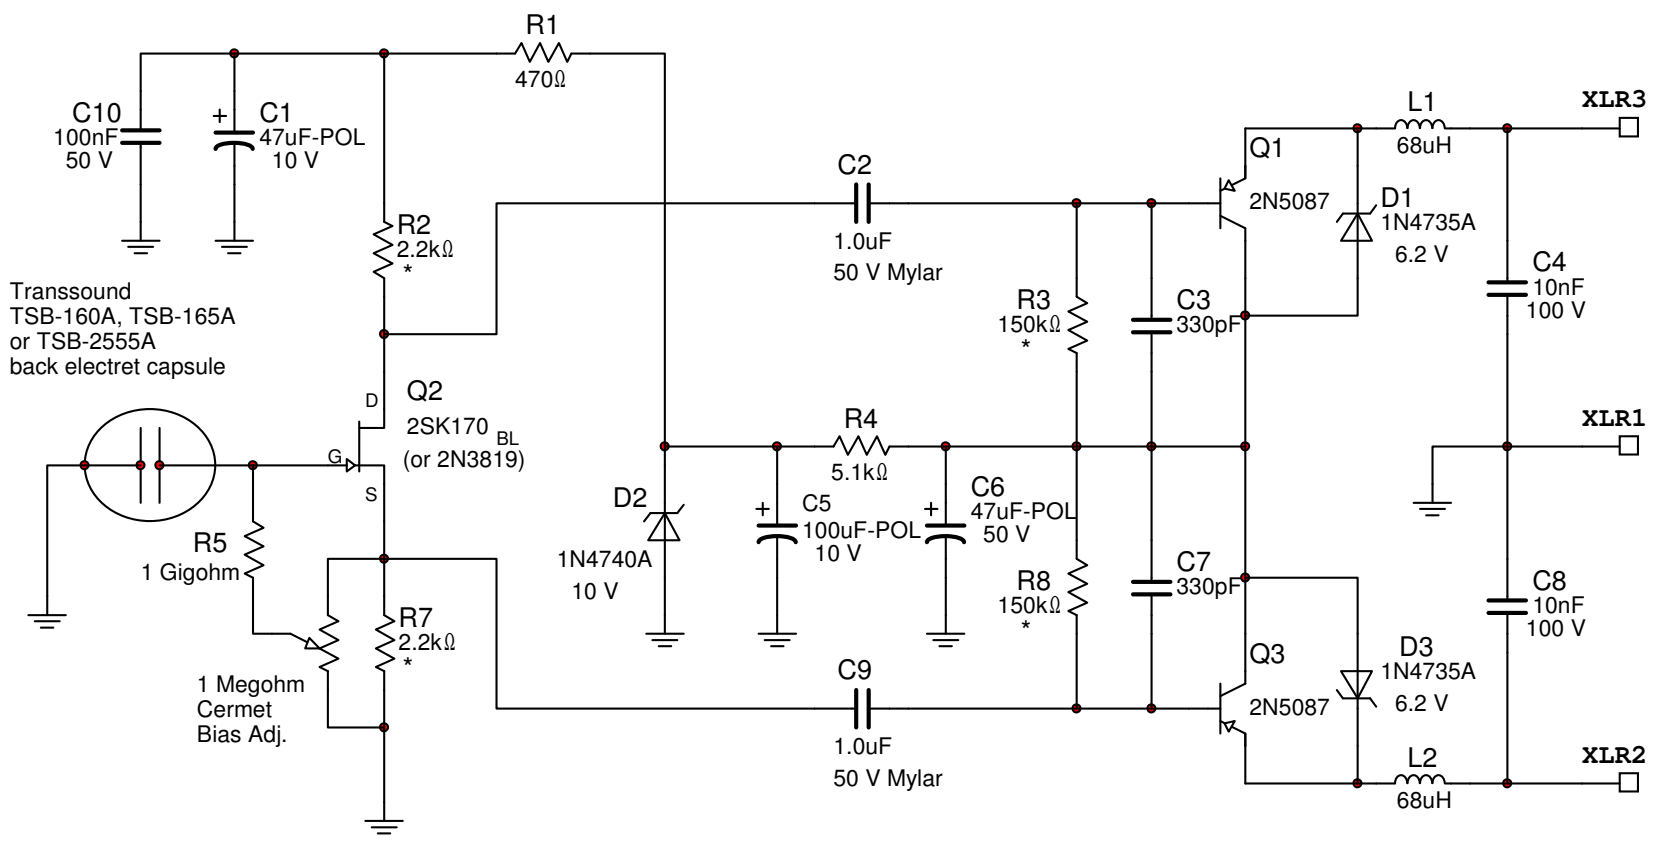 R1
470Ω
C10
100nF
50 V
+
C1
47uF-POL
10 V
R2
2.2kΩ
*
Transsound
TSB-160A, TSB-165A
or TSB-2555A
back electret capsule
D
Q2
2SK170 BL
(or 2N3819)
G
S
R5
1 Gigohm
R7
2.2kΩ
*
1 Megohm
Cermet
Bias Adj.
C2
1.0uF
50 V Mylar
R3
150kΩ
*
C3
330pF
R4
5.1kΩ
D2
1N4740A
10 V
+
C5
100uF-POL
10 V
+
C6
47uF-POL
50 V
R8
150kΩ
*
C7
330pF
C9
1.0uF
50 V Mylar
Q1
2N5087
D1
1N4735A
6.2 V
L1
68uH
XLR3
C4
10nF
100 V
XLR1
C8
10nF
100 V
Q3
2N5087
D3
1N4735A
6.2 V
L2
68uH
XLR2